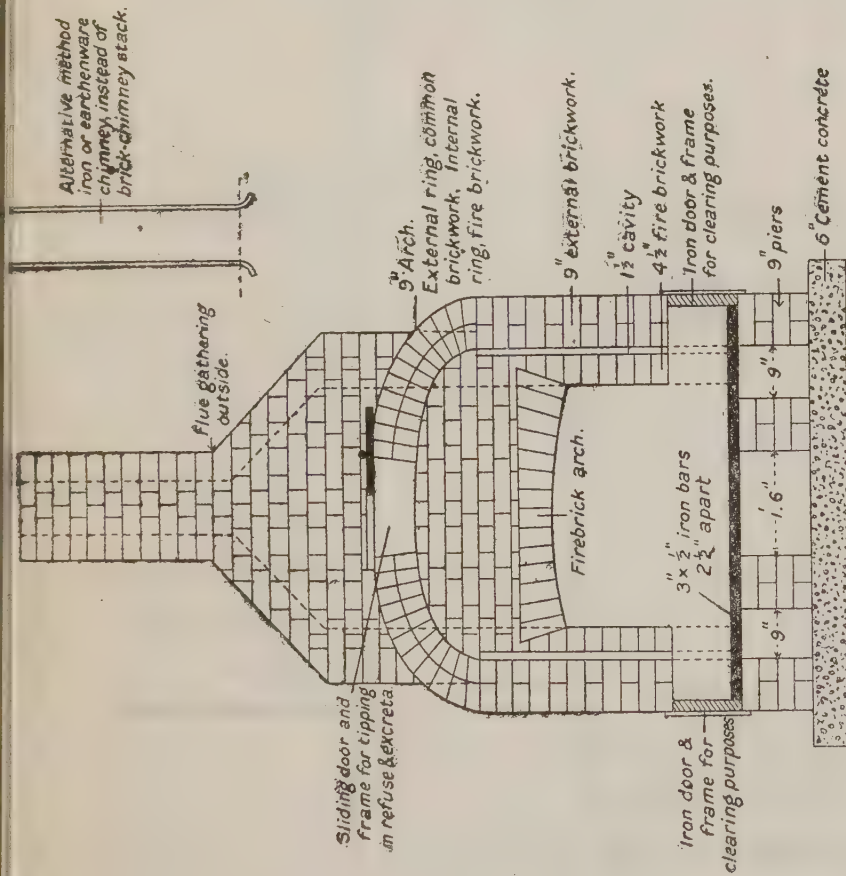 Alternative method
iron or earthenware
chimney, instead of
brick-chimney stack.
Flue gathering
outside.
9" Arch.
External ring, common
brickwork. Internal
ring, fire brickwork.
Sliding door and
frame for tipping
in refuse & excreta.
9" external brickwork.
1½" cavity
4½" fire brickwork
Iron door & frame
for clearing purposes.
Firebrick arch.
3" x ½" iron bars
2½" apart
Iron door &
frame for
clearing purposes
9"
1'.6"
9"
9" piers
6" Cement concrete